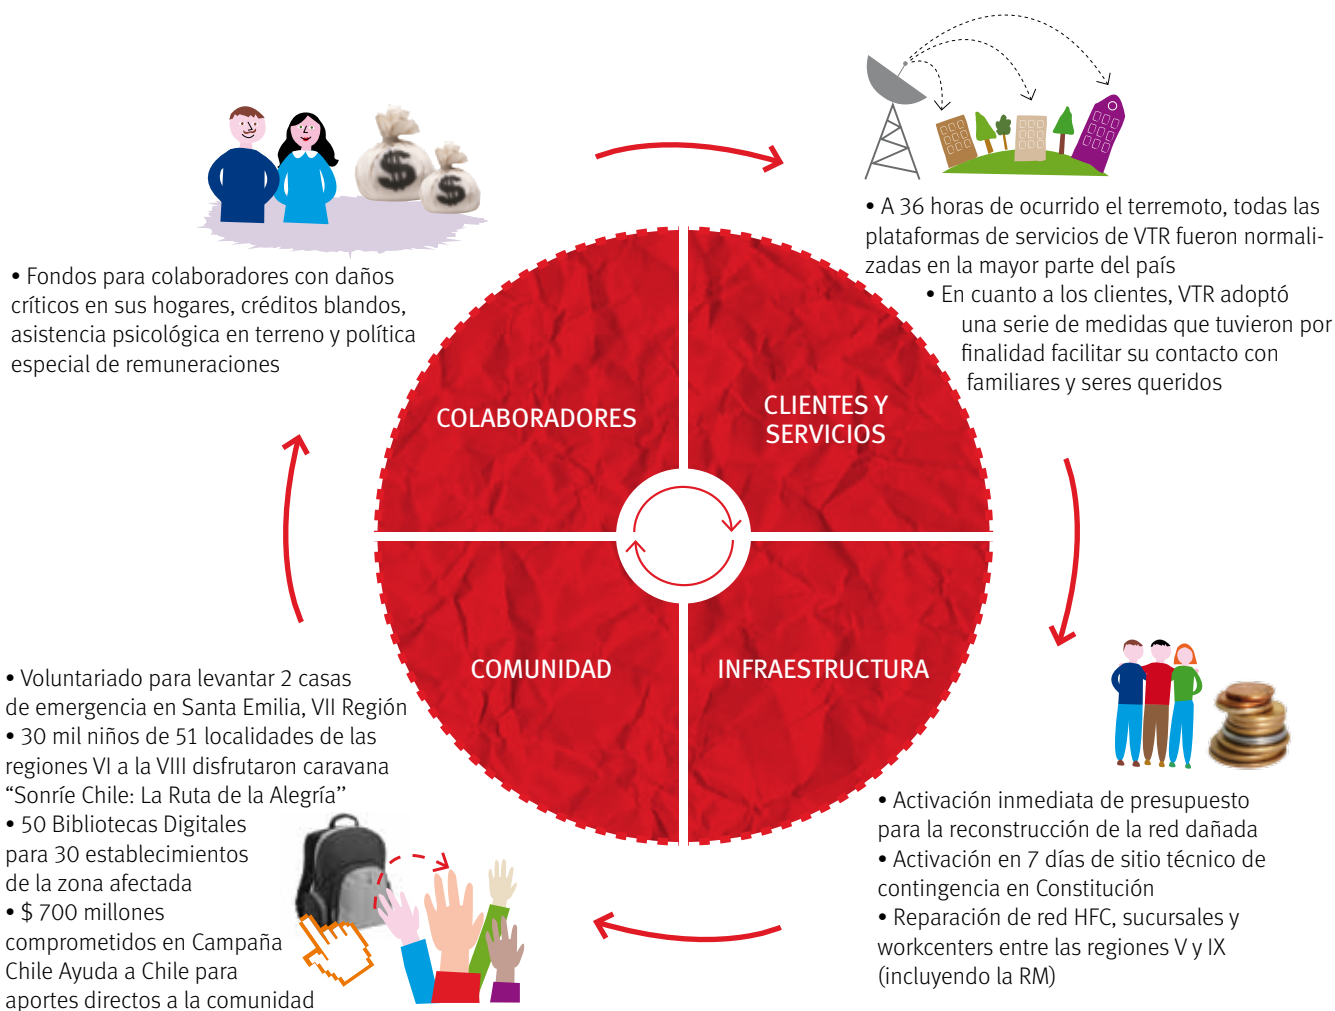 • Fondos para colaboradores con daños
críticos en sus hogares, créditos blandos,
asistencia psicológica en terreno y política
especial de remuneraciones
• A 36 horas de ocurrido el terremoto, todas las
plataformas de servicios de VTR fueron normali-
zadas en la mayor parte del país
• En cuanto a los clientes, VTR adoptó
una serie de medidas que tuvieron por
finalidad facilitar su contacto con
familiares y seres queridos
COLABORADORES
CLIENTES Y
SERVICIOS
COMUNIDAD
INFRAESTRUCTURA
• Voluntariado para levantar 2 casas
de emergencia en Santa Emilia, VII Región
• 30 mil niños de 51 localidades de las
regiones VI a la VIII disfrutaron caravana
“Sonríe Chile: La Ruta de la Alegría”
• 50 Bibliotecas Digitales
para 30 establecimientos
de la zona afectada
• $ 700 millones
comprometidos en Campaña
Chile Ayuda a Chile para
aportes directos a la comunidad
• Activación inmediata de presupuesto
para la reconstrucción de la red dañada
• Activación en 7 días de sitio técnico de
contingencia en Constitución
• Reparación de red HFC, sucursales y
workcenters entre las regiones V y IX
(incluyendo la RM)
$
$